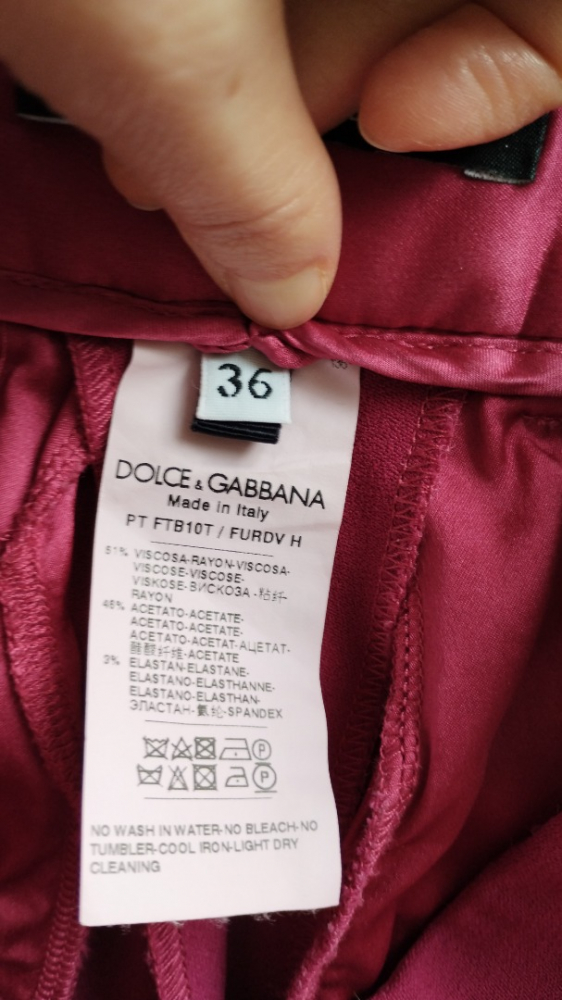 36
DOLCE & GABBANA
Made in Italy
PT FTB10T / FURDV H
51% VISCOSA-RAYON-VISCOSA-
VISCOSE-VISCOSE-
VISKOSE-ВИСКОЗА-粘纤-
RAYON
46% ACETATO-ACETATE-
ACETATO-ACETATE-
ACETATO-ACETAT-АЦЕТАТ-
醋酯纤维-ACETATE
3% ELASTAN-ELASTANE-
ELASTANO-ELASTHANNE-
ELASTANO-ELASTHAN-
ЭЛАСТАН-氨纶-SPANDEX
P
P
NO WASH IN WATER-NO BLEACH-NO
TUMBLER-COOL IRON-LIGHT DRY
CLEANING